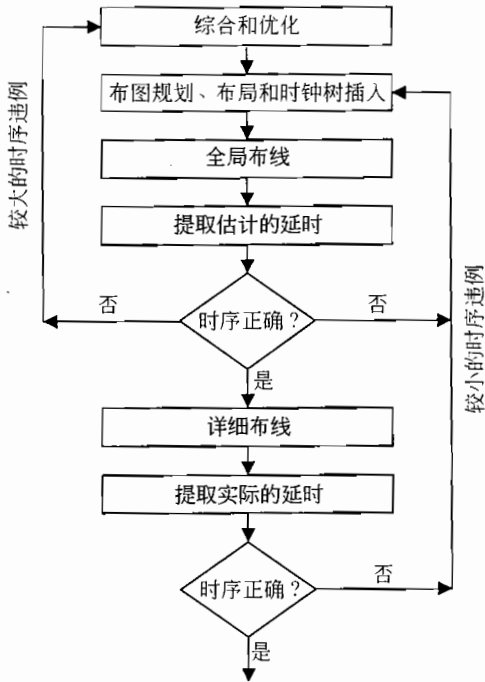 综合和优化
布图规划、布局和时钟树插入
全局布线
提取估计的延时
较大的时序违例
否
时序正确？
否
是
较小的时序违例
详细布线
提取实际的延时
时序正确？
否
是